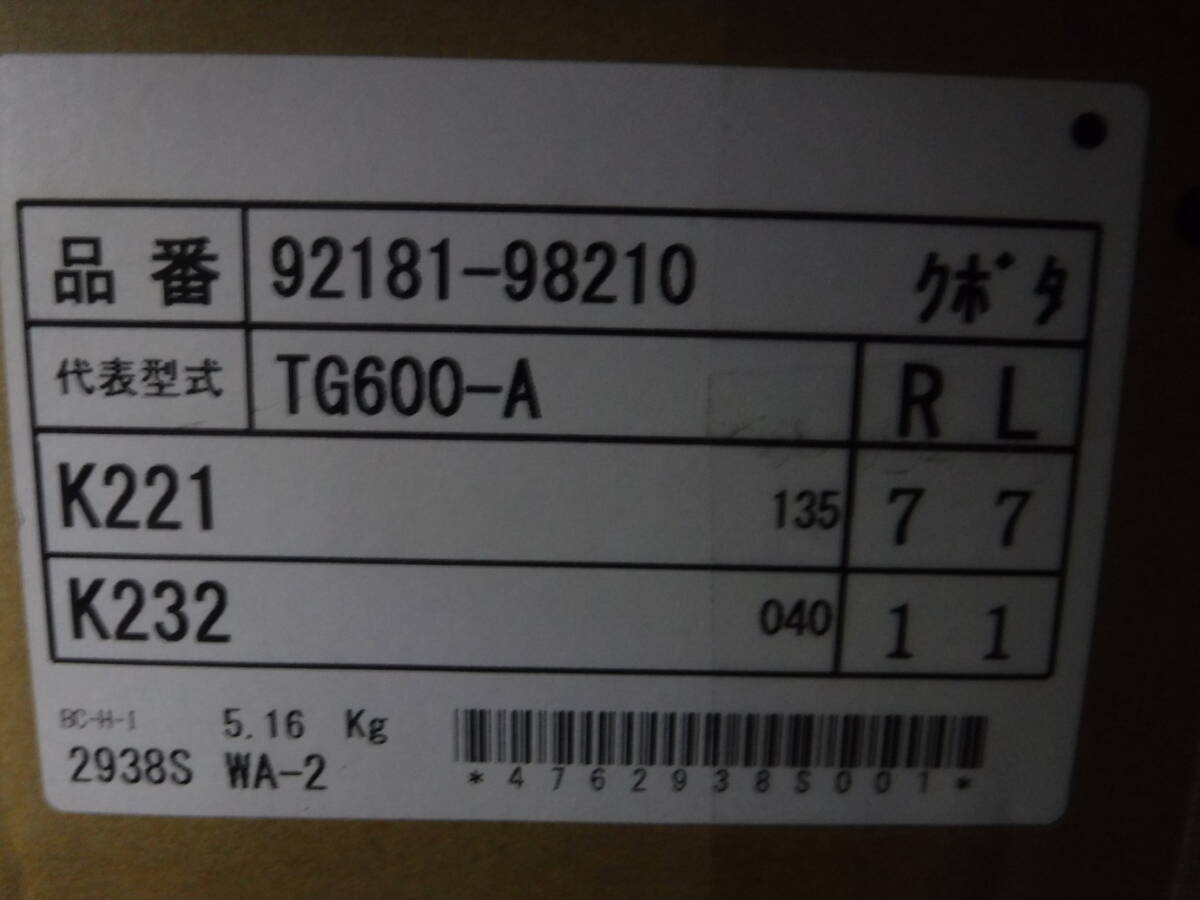 品番 92181-98210 クボタ
代表型式 TG600-A R L
K221 135 7 7
K232 040 1 1
BC-H-1 5.16 Kg
2938S WA-2
*4762938S001*